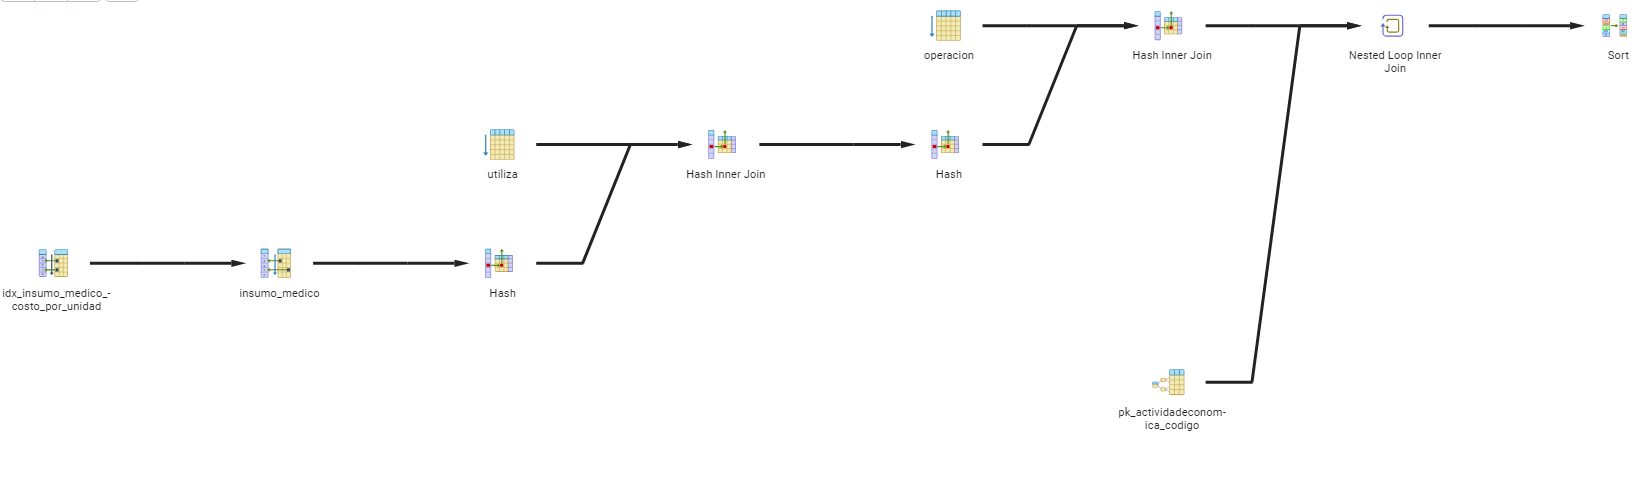 operacion
Hash Inner Join
Nested Loop Inner
Join
Sort
utiliza
Hash Inner Join
Hash
idx_insumo_medico_-
costo_por_unidad
insumo_medico
Hash
pk_actividadeconom-
ica_codigo